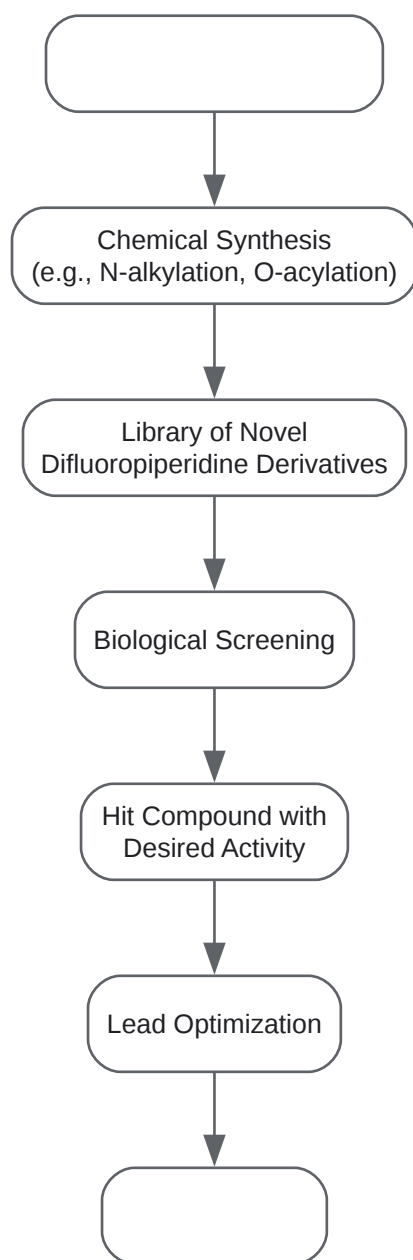 Chemical Synthesis
(e.g., N-alkylation, O-acylation)
Library of Novel
Difluoropiperidine Derivatives
Biological Screening
Hit Compound with
Desired Activity
Lead Optimization